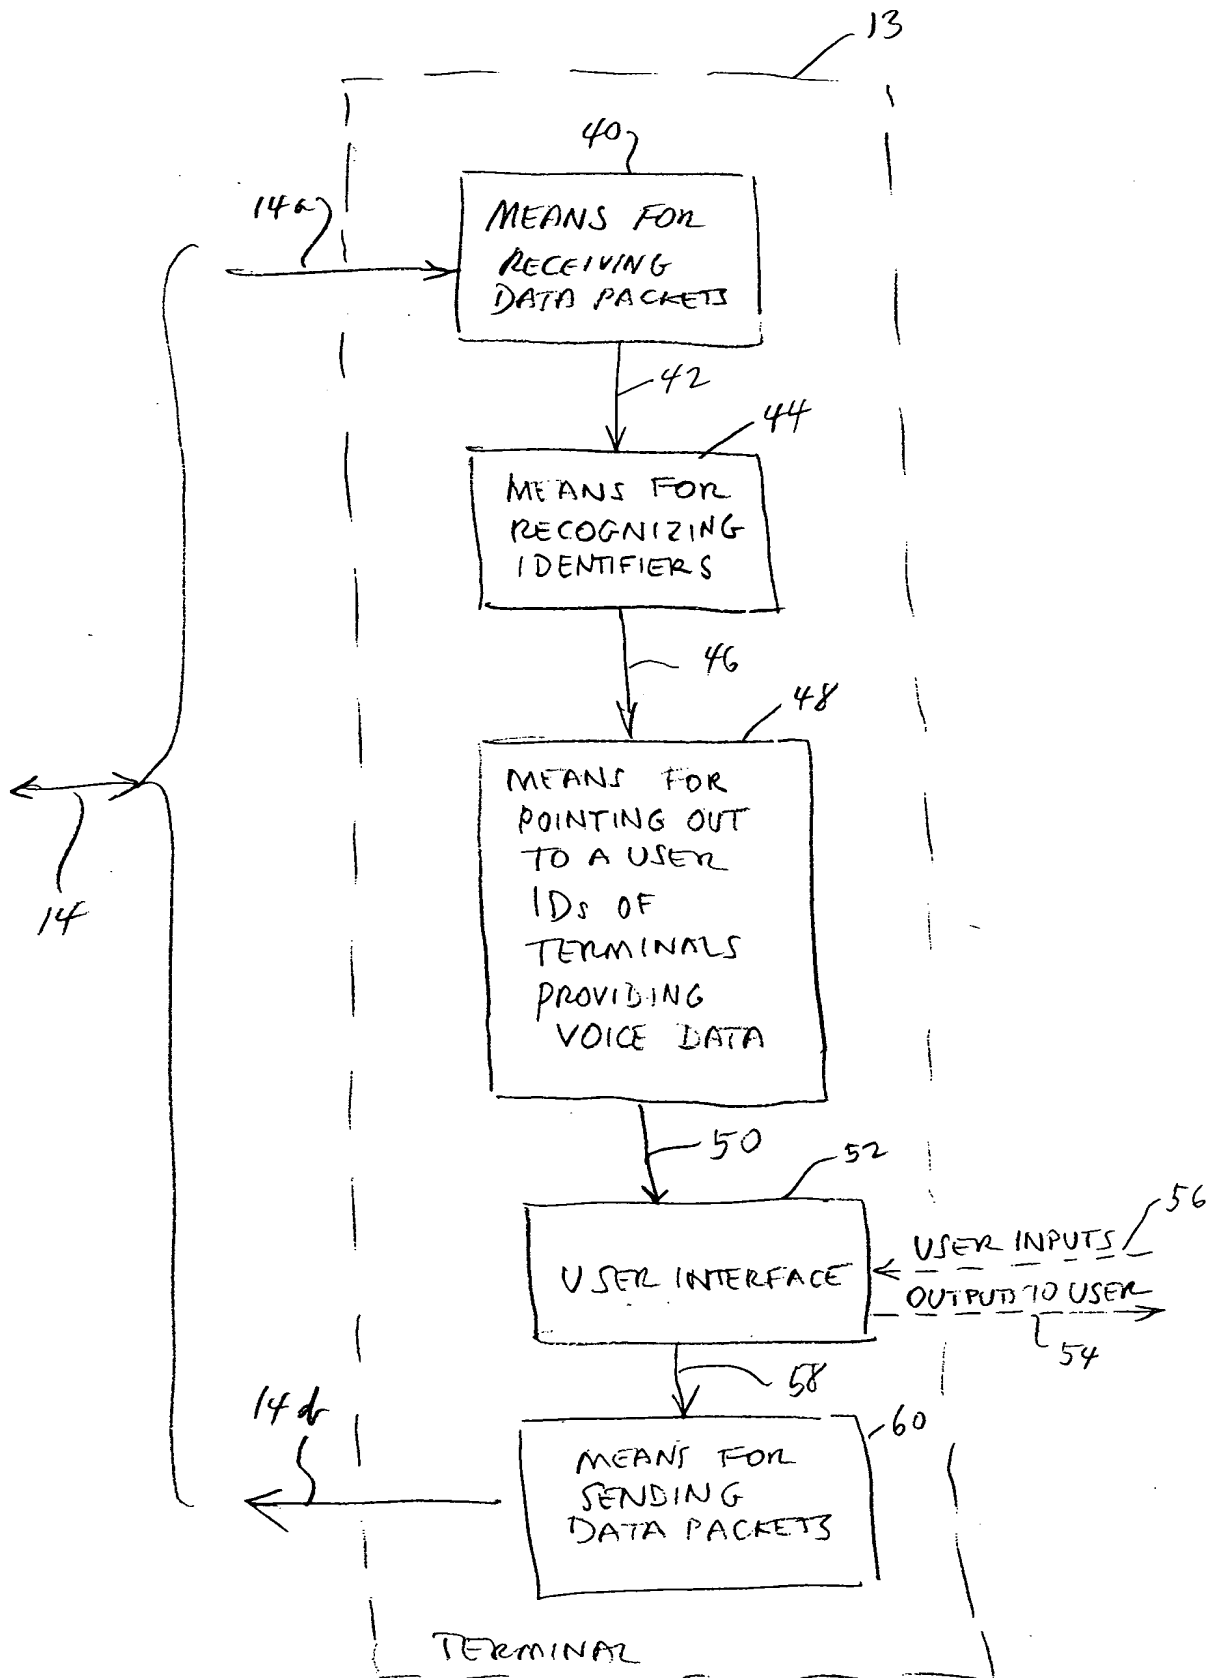 13
40
14a
MEANS FOR
RECEIVING
DATA PACKETS
42
44
MEANS FOR
RECOGNIZING
IDENTIFIERS
46
48
MEANS FOR
POINTING OUT
TO A USER
IDs OF
TERMINALS
PROVIDING
VOICE DATA
14
50
52
56
USER INPUTS
USER INTERFACE
OUTPUTS TO USER
54
58
14b
60
MEANS FOR
SENDING
DATA PACKETS
TERMINAL